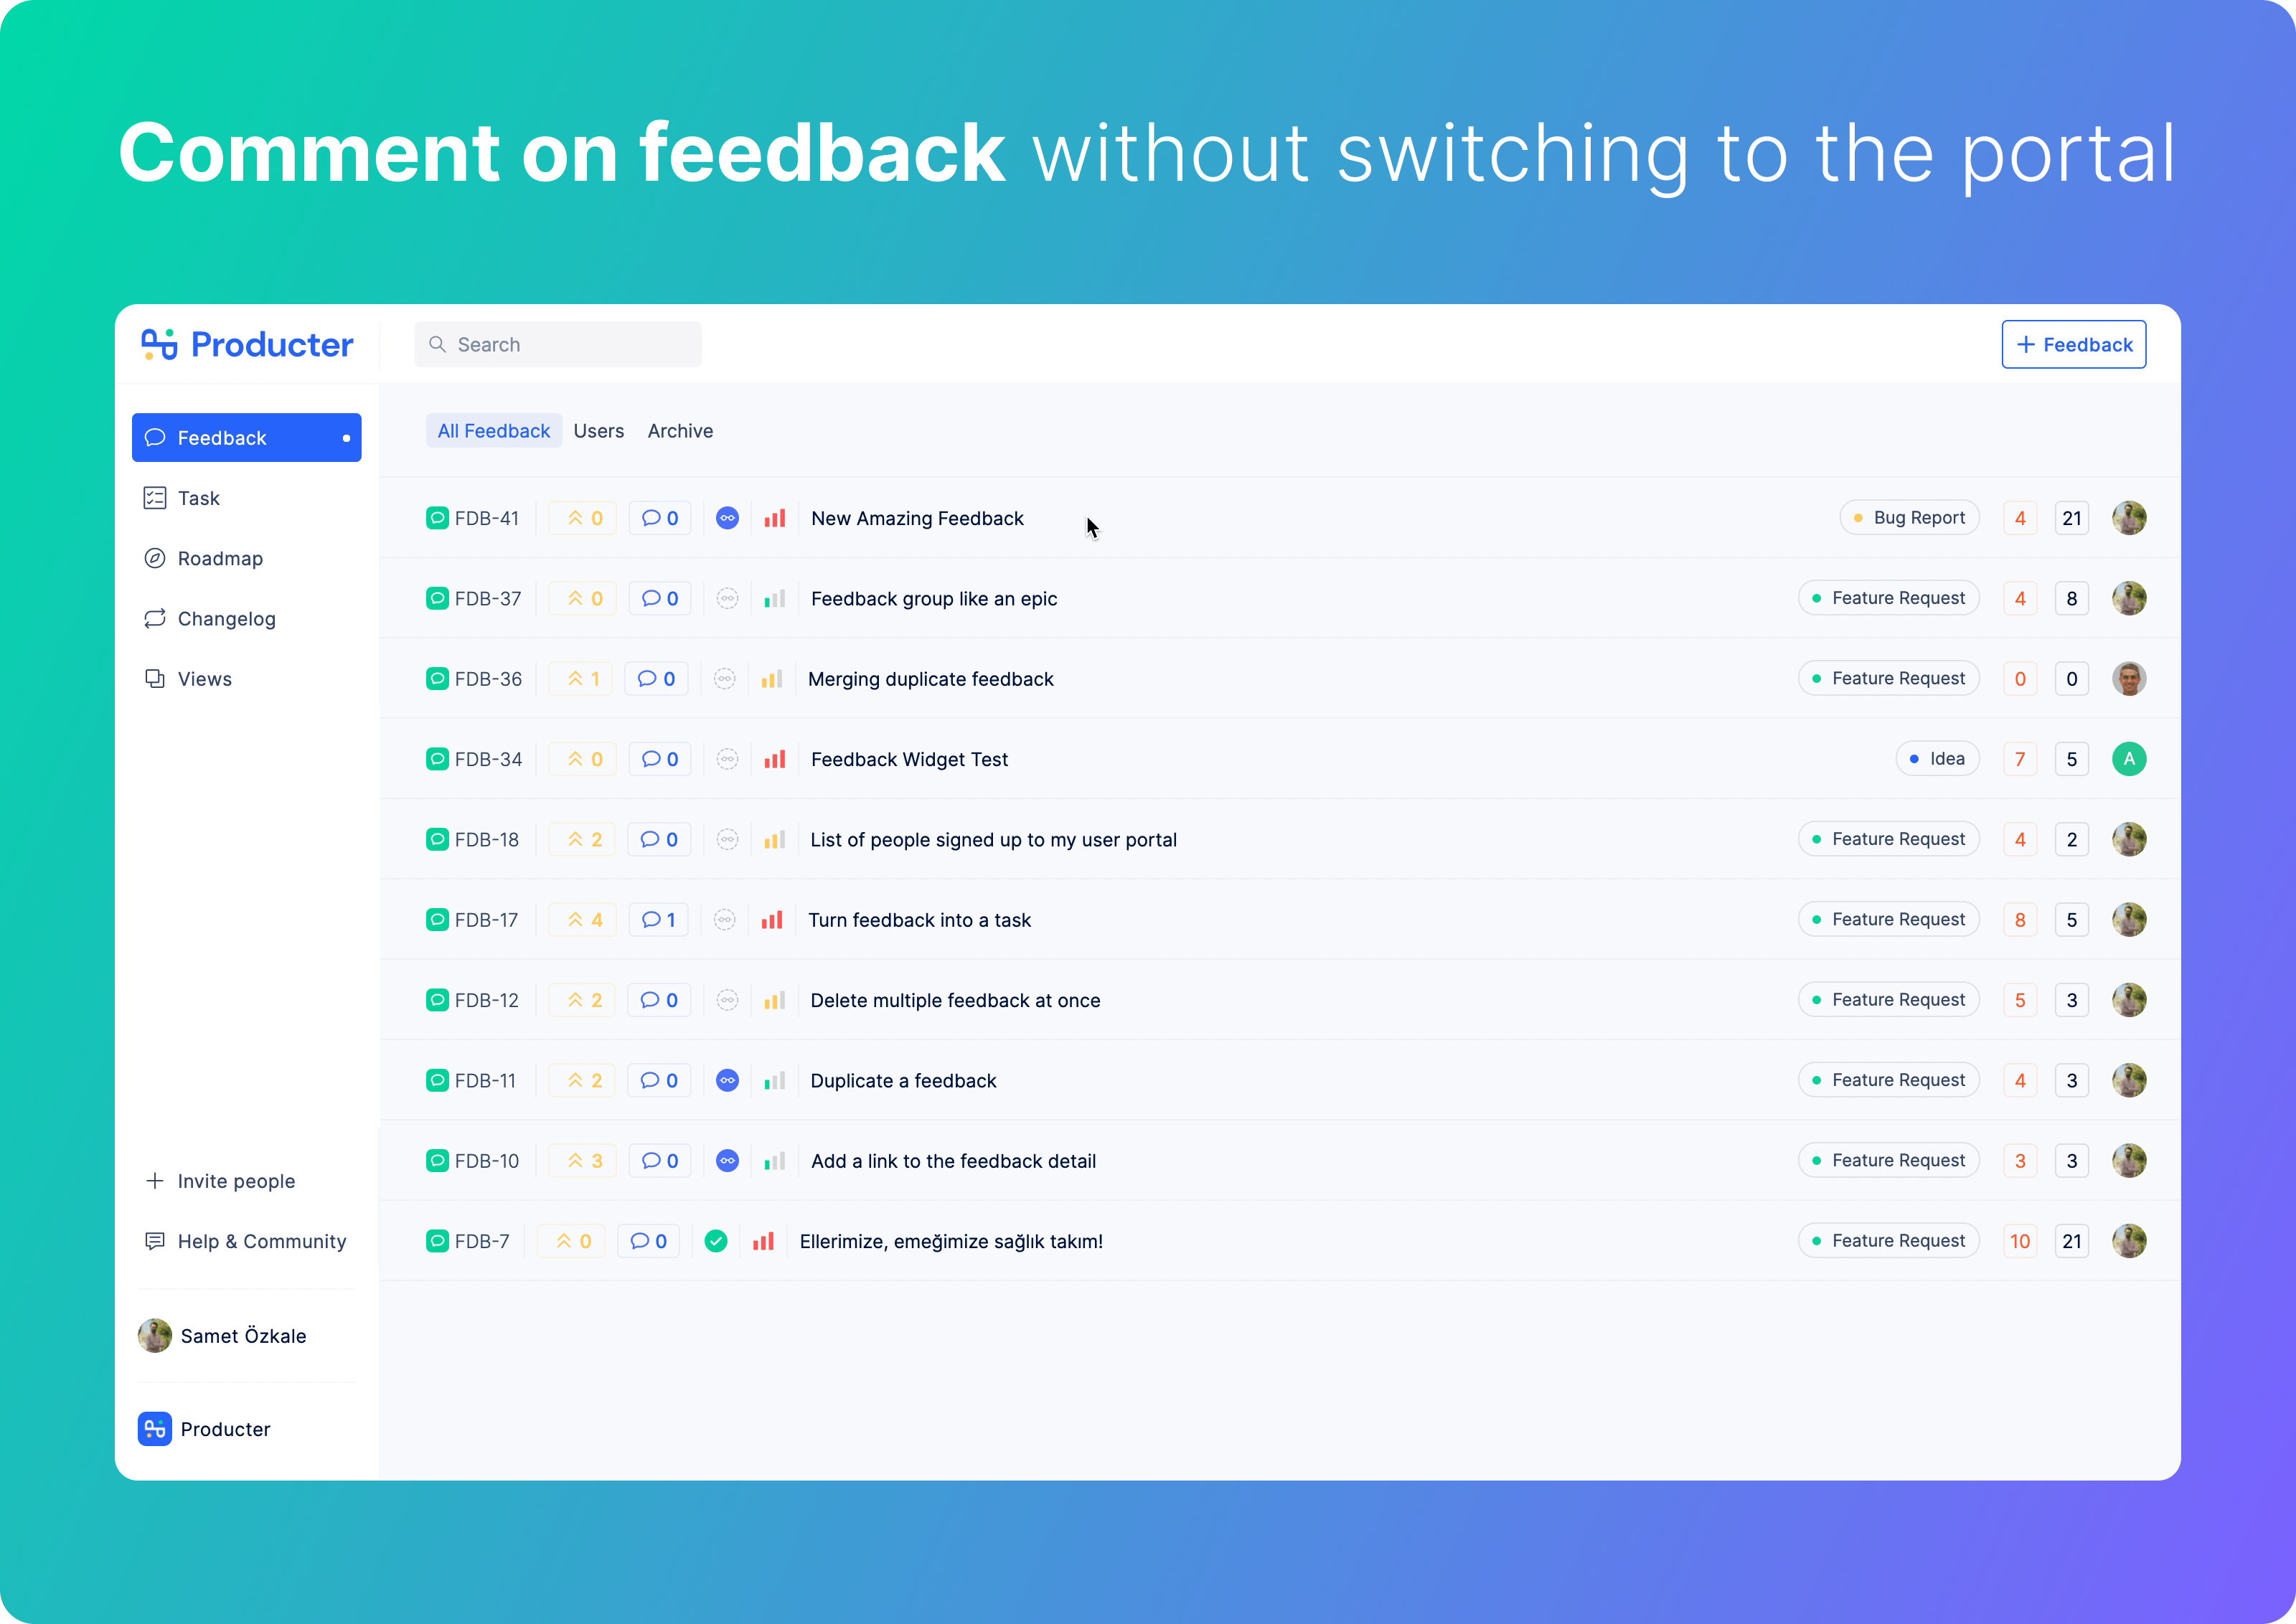 Comment on feedback without switching to the portal
Producter
Search
+ Feedback
Feedback
Task
Roadmap
Changelog
Views
Invite people
Help & Community
Samet Özkale
Producter
All Feedback Users Archive
FDB-41 0 0 New Amazing Feedback Bug Report 4 21
FDB-37 0 0 Feedback group like an epic Feature Request 4 8
FDB-36 1 0 Merging duplicate feedback Feature Request 0 0
FDB-34 0 0 Feedback Widget Test Idea 7 5 A
FDB-18 2 0 List of people signed up to my user portal Feature Request 4 2
FDB-17 4 1 Turn feedback into a task Feature Request 8 5
FDB-12 2 0 Delete multiple feedback at once Feature Request 5 3
FDB-11 2 0 Duplicate a feedback Feature Request 4 3
FDB-10 3 0 Add a link to the feedback detail Feature Request 3 3
FDB-7 0 0 Ellerimize, emeğimize sağlık takım! Feature Request 10 21